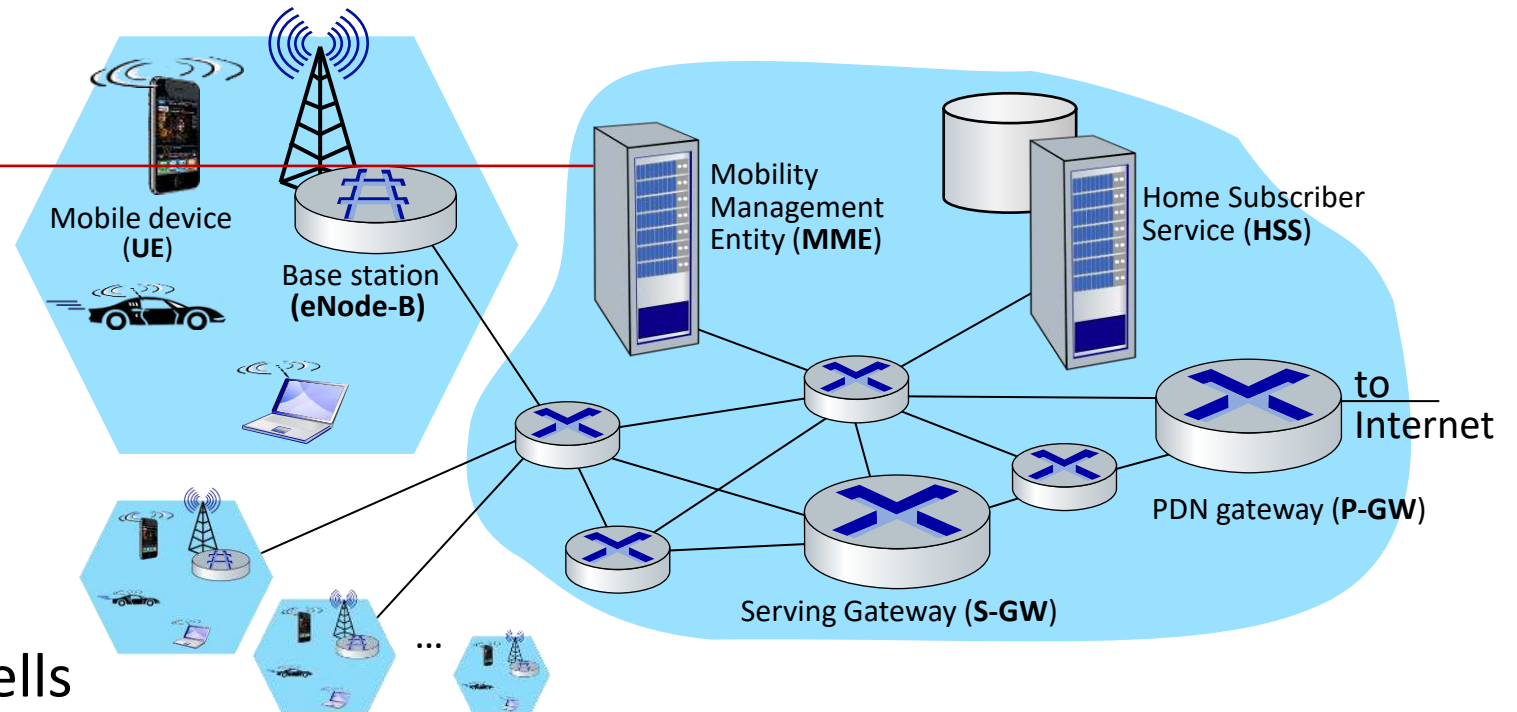 Mobile device
(UE)
Base station
(eNode-B)
Mobility
Management
Entity (MME)
Home Subscriber
Service (HSS)
to
Internet
PDN gateway (P-GW)
Serving Gateway (S-GW)
...
ells